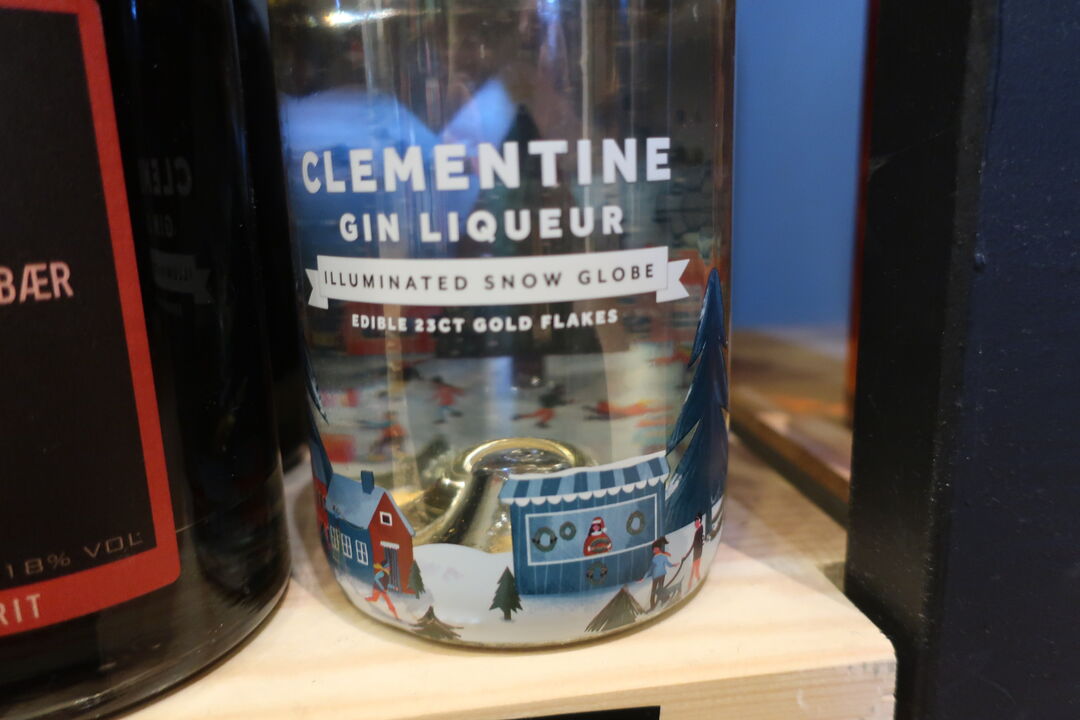 CLEMENTINE
GIN LIQUEUR
ILLUMINATED SNOW GLOBE
EDIBLE 23CT GOLD FLAKES
BÆR
18% VOL
RIT